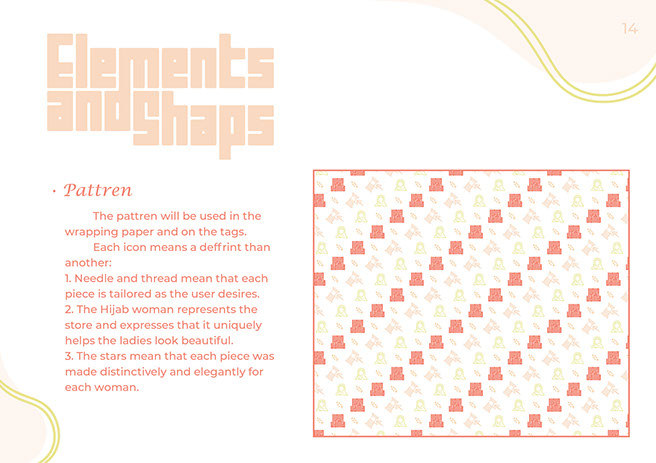 14
Elements
andShaps
· Pattren
The pattren will be used in the
wrapping paper and on the tags.
Each icon means a deffrint than
another:
1. Needle and thread mean that each
piece is tailored as the user desires.
2. The Hijab woman represents the
store and expresses that it uniquely
helps the ladies look beautiful.
3. The stars mean that each piece was
made distinctively and elegantly for
each woman.